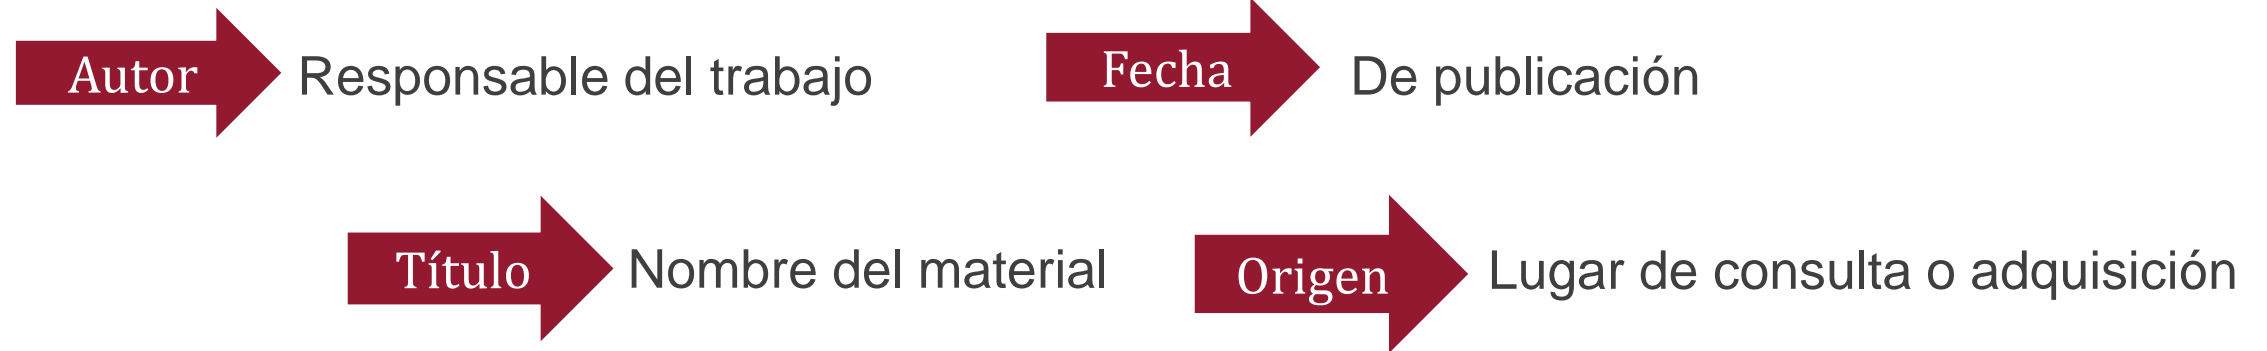 Autor Responsable del trabajo
Fecha De publicación
Título Nombre del material
Origen Lugar de consulta o adquisición